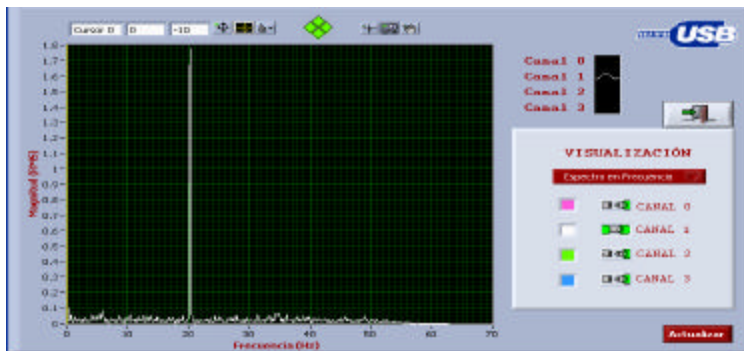 Cursor 0 0 -10
USB
1.8
1.7
1.6
1.5
1.4
1.3
1.2
1.1
1
0.9
0.8
0.7
0.6
0.5
0.4
0.3
0.2
0.1
0
Magnitud (RMS)
0 10 20 30 40 50 60 70
Frecuencia (Hz)
Canal 0
Canal 1
Canal 2
Canal 3
VISUALIZACIÓN
Espectro en Frecuencia
CANAL 0
CANAL 1
CANAL 2
CANAL 3
Actualizar